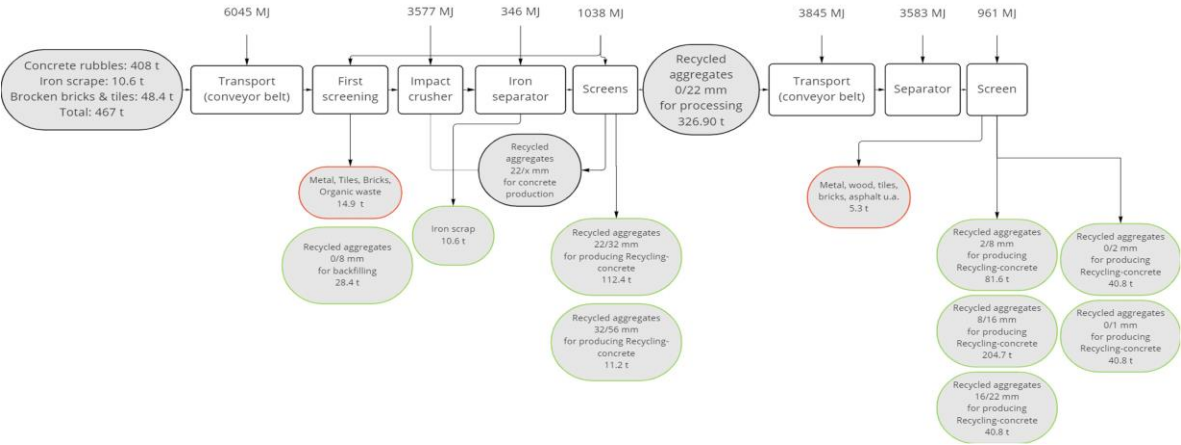 6045 MJ
3577 MJ
346 MJ
1038 MJ
3845 MJ
3583 MJ
961 MJ
Concrete rubbles: 408 t
Iron scrape: 10.6 t
Brocken bricks & tiles: 48.4 t
Total: 467 t
Transport
(conveyor belt)
First
screening
Impact
crusher
Iron
separator
Screens
Recycled
aggregates
0/22 mm
for processing
326.90 t
Transport
(conveyor belt)
Separator
Screen
Metal, Tiles, Bricks,
Organic waste
14.9 t
Recycled aggregates
0/8 mm
for backfilling
28.4 t
Iron scrap
10.6 t
Recycled
aggregates
22/x mm
for concrete
production
Recycled aggregates
22/32 mm
for producing Recycling-
concrete
112.4 t
Recycled aggregates
32/56 mm
for producing Recycling-
concrete
11.2 t
Metal, wood, tiles,
bricks, asphalt u.a.
5.3 t
Recycled aggregates
2/8 mm
for producing
Recycling-concrete
81.6 t
Recycled aggregates
8/16 mm
for producing
Recycling-concrete
204.7 t
Recycled aggregates
16/22 mm
for producing
Recycling-concrete
40.8 t
Recycled aggregates
0/2 mm
for producing
Recycling-concrete
40.8 t
Recycled aggregates
0/1 mm
for producing
Recycling-concrete
40.8 t